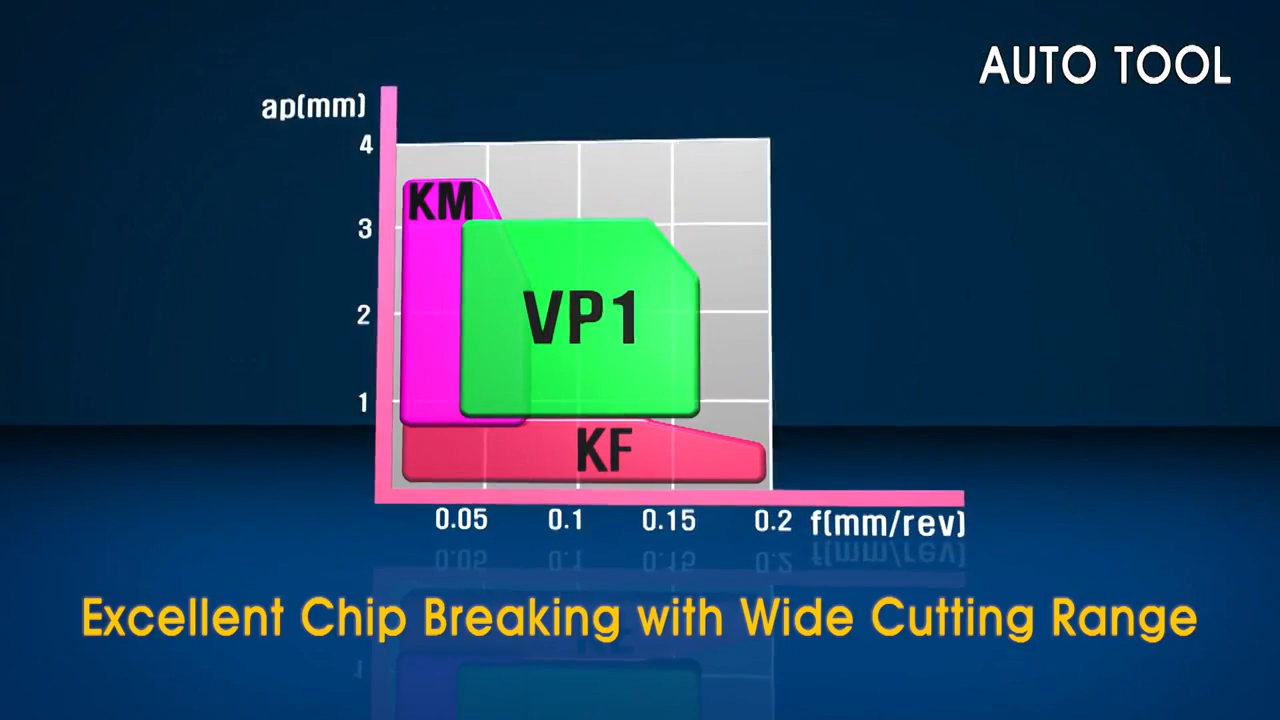 AUTO TOOL
ap(mm)
4
KM
3
VP1
2
1
KF
0.05 0.1 0.15 0.2 f(mm/rev)
Excellent Chip Breaking with Wide Cutting Range